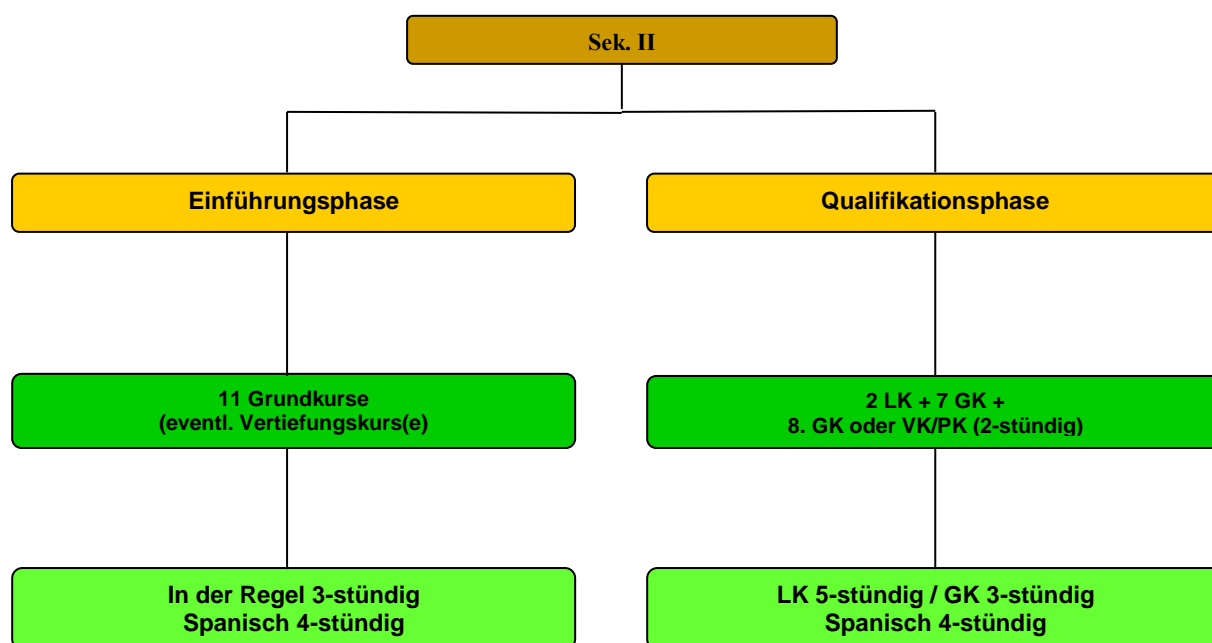 Sek. II
Einführungsphase
Qualifikationsphase
11 Grundkurse
(eventl. Vertiefungskurs(e)
2 LK + 7 GK +
8. GK oder VK/PK (2-stündig)
In der Regel 3-stündig
Spanisch 4-stündig
LK 5-stündig / GK 3-stündig
Spanisch 4-stündig